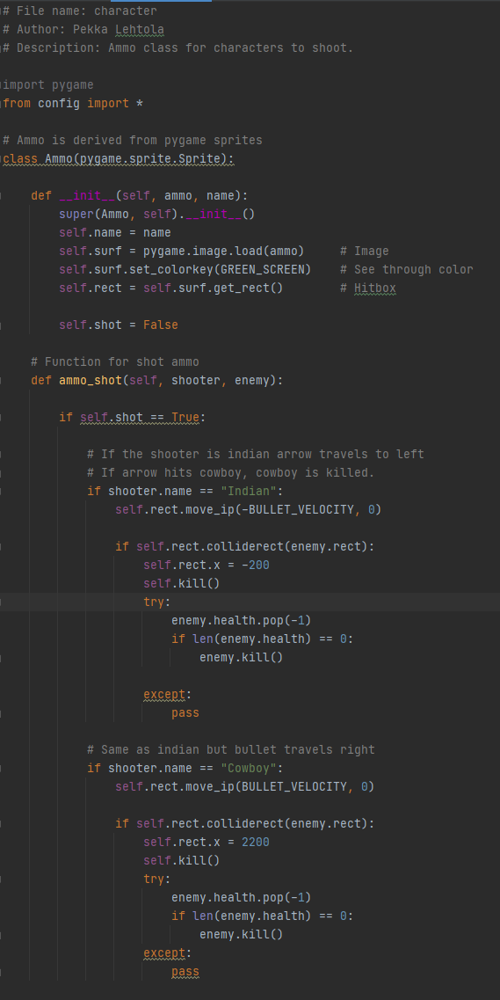 # File name: character
# Author: Pekka Lehtola
# Description: Ammo class for characters to shoot.

import pygame
from config import *

# Ammo is derived from pygame sprites
class Ammo(pygame.sprite.Sprite):

    def __init__(self, ammo, name):
        super(Ammo, self).__init__()
        self.name = name
        self.surf = pygame.image.load(ammo)     # Image
        self.surf.set_colorkey(GREEN_SCREEN)    # See through color
        self.rect = self.surf.get_rect()        # Hitbox

        self.shot = False

    # Function for shot ammo
    def ammo_shot(self, shooter, enemy):

        if self.shot == True:

            # If the shooter is indian arrow travels to left
            # If arrow hits cowboy, cowboy is killed.
            if shooter.name == "Indian":
                self.rect.move_ip(-BULLET_VELOCITY, 0)

                if self.rect.colliderect(enemy.rect):
                    self.rect.x = -200
                    self.kill()
                    try:
                        enemy.health.pop(-1)
                        if len(enemy.health) == 0:
                            enemy.kill()

                    except:
                        pass

            # Same as indian but bullet travels right
            if shooter.name == "Cowboy":
                self.rect.move_ip(BULLET_VELOCITY, 0)

                if self.rect.colliderect(enemy.rect):
                    self.rect.x = 2200
                    self.kill()
                    try:
                        enemy.health.pop(-1)
                        if len(enemy.health) == 0:
                            enemy.kill()
                    except:
                        pass